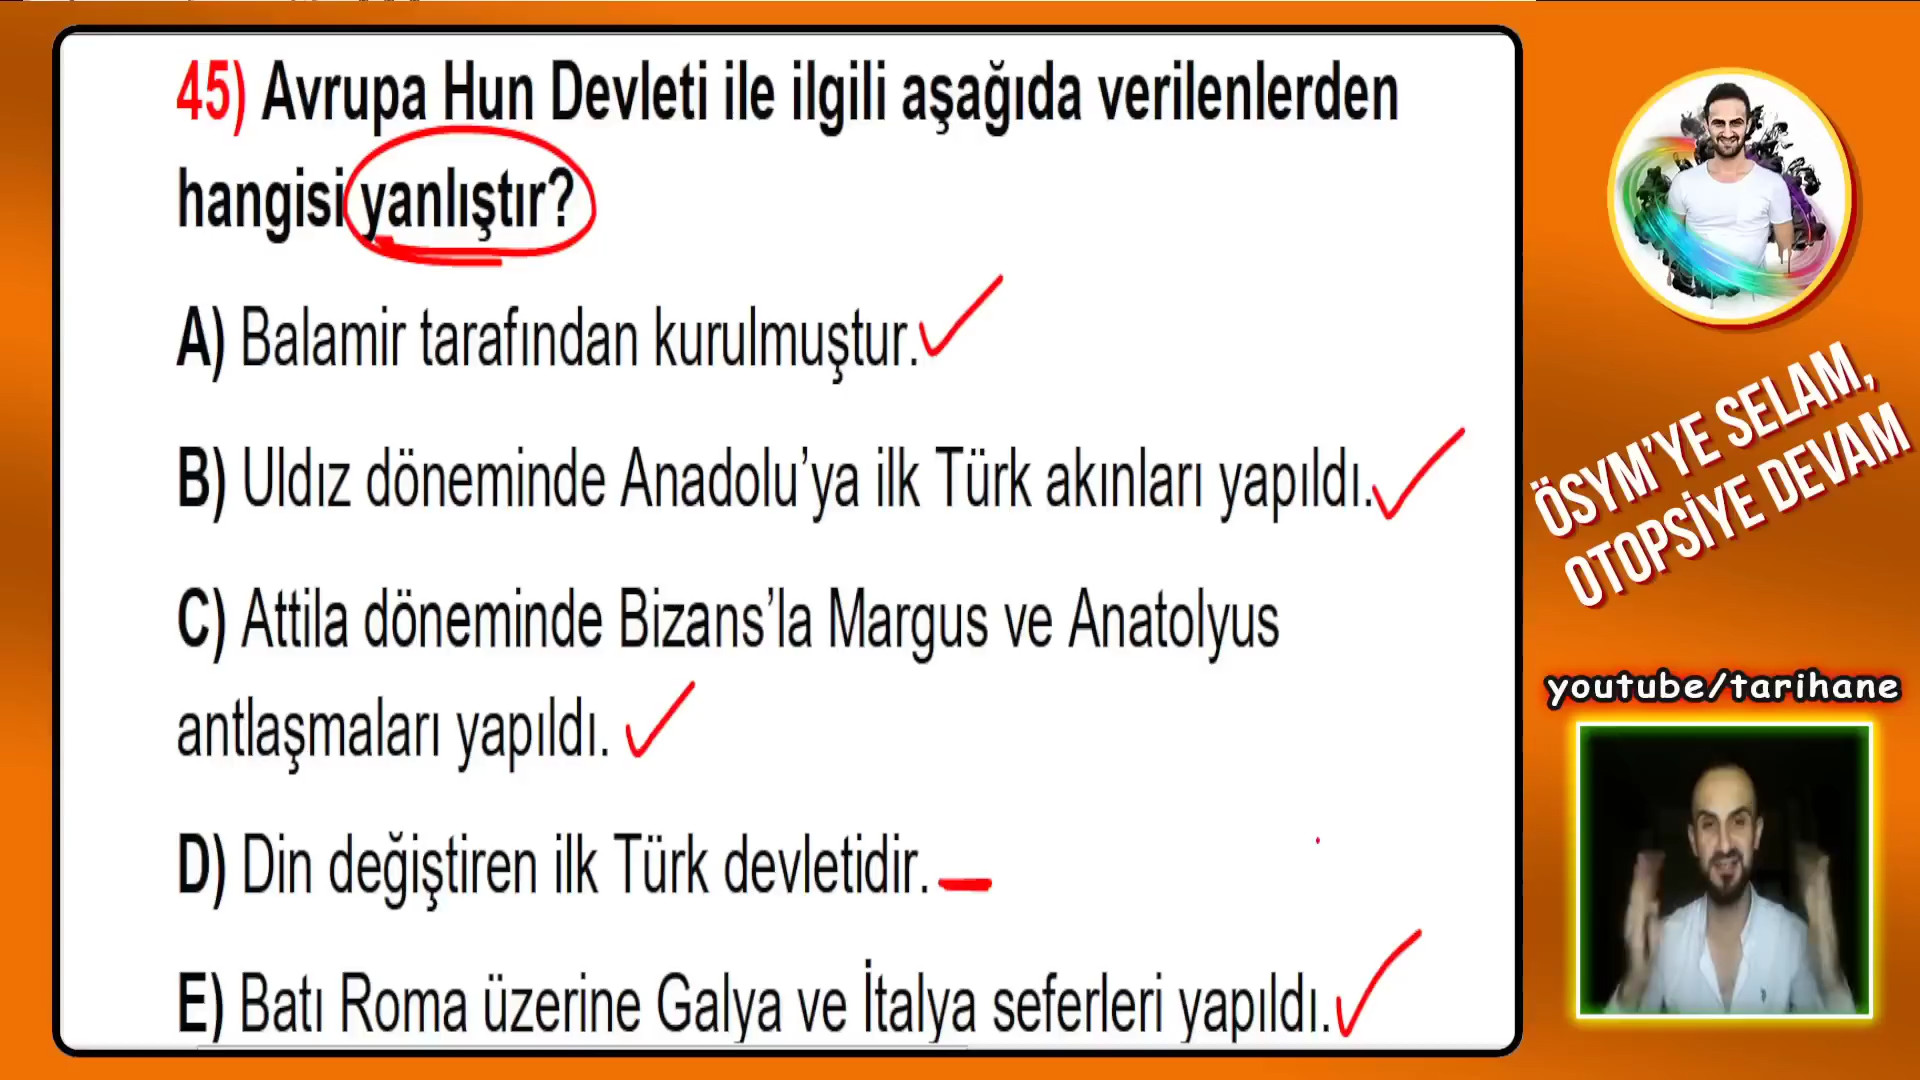 45) Avrupa Hun Devleti ile ilgili aşağıda verilenlerden
hangisi yanlıştır?
A) Balamir tarafından kurulmuştur.
B) Uldız döneminde Anadolu’ya ilk Türk akınları yapıldı.
C) Attila döneminde Bizans’la Margus ve Anatolyus
antlaşmaları yapıldı.
D) Din değiştiren ilk Türk devletidir.
E) Batı Roma üzerine Galya ve İtalya seferleri yapıldı.
ÖSYM’YE SELAM,
OTOPSİYE DEVAM
youtube/tarihane